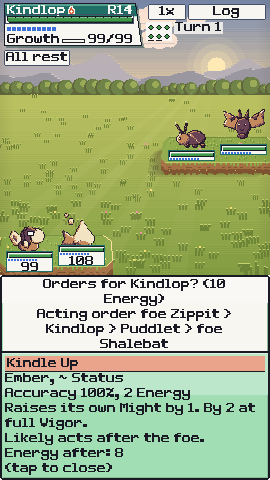 Kindlop R14
1x
Log
Growth 99/99
Turn 1
All rest
99
108
Orders for Kindlop? (10
Energy)
Acting order foe Zippit >
Kindlop > Puddlet > foe
Shalebat
Kindle Up
Ember, ~ Status
Accuracy 100%, 2 Energy
Raises its own Might by 1. By 2 at
full Vigor.
Likely acts after the foe.
Energy after: 8
(tap to close)